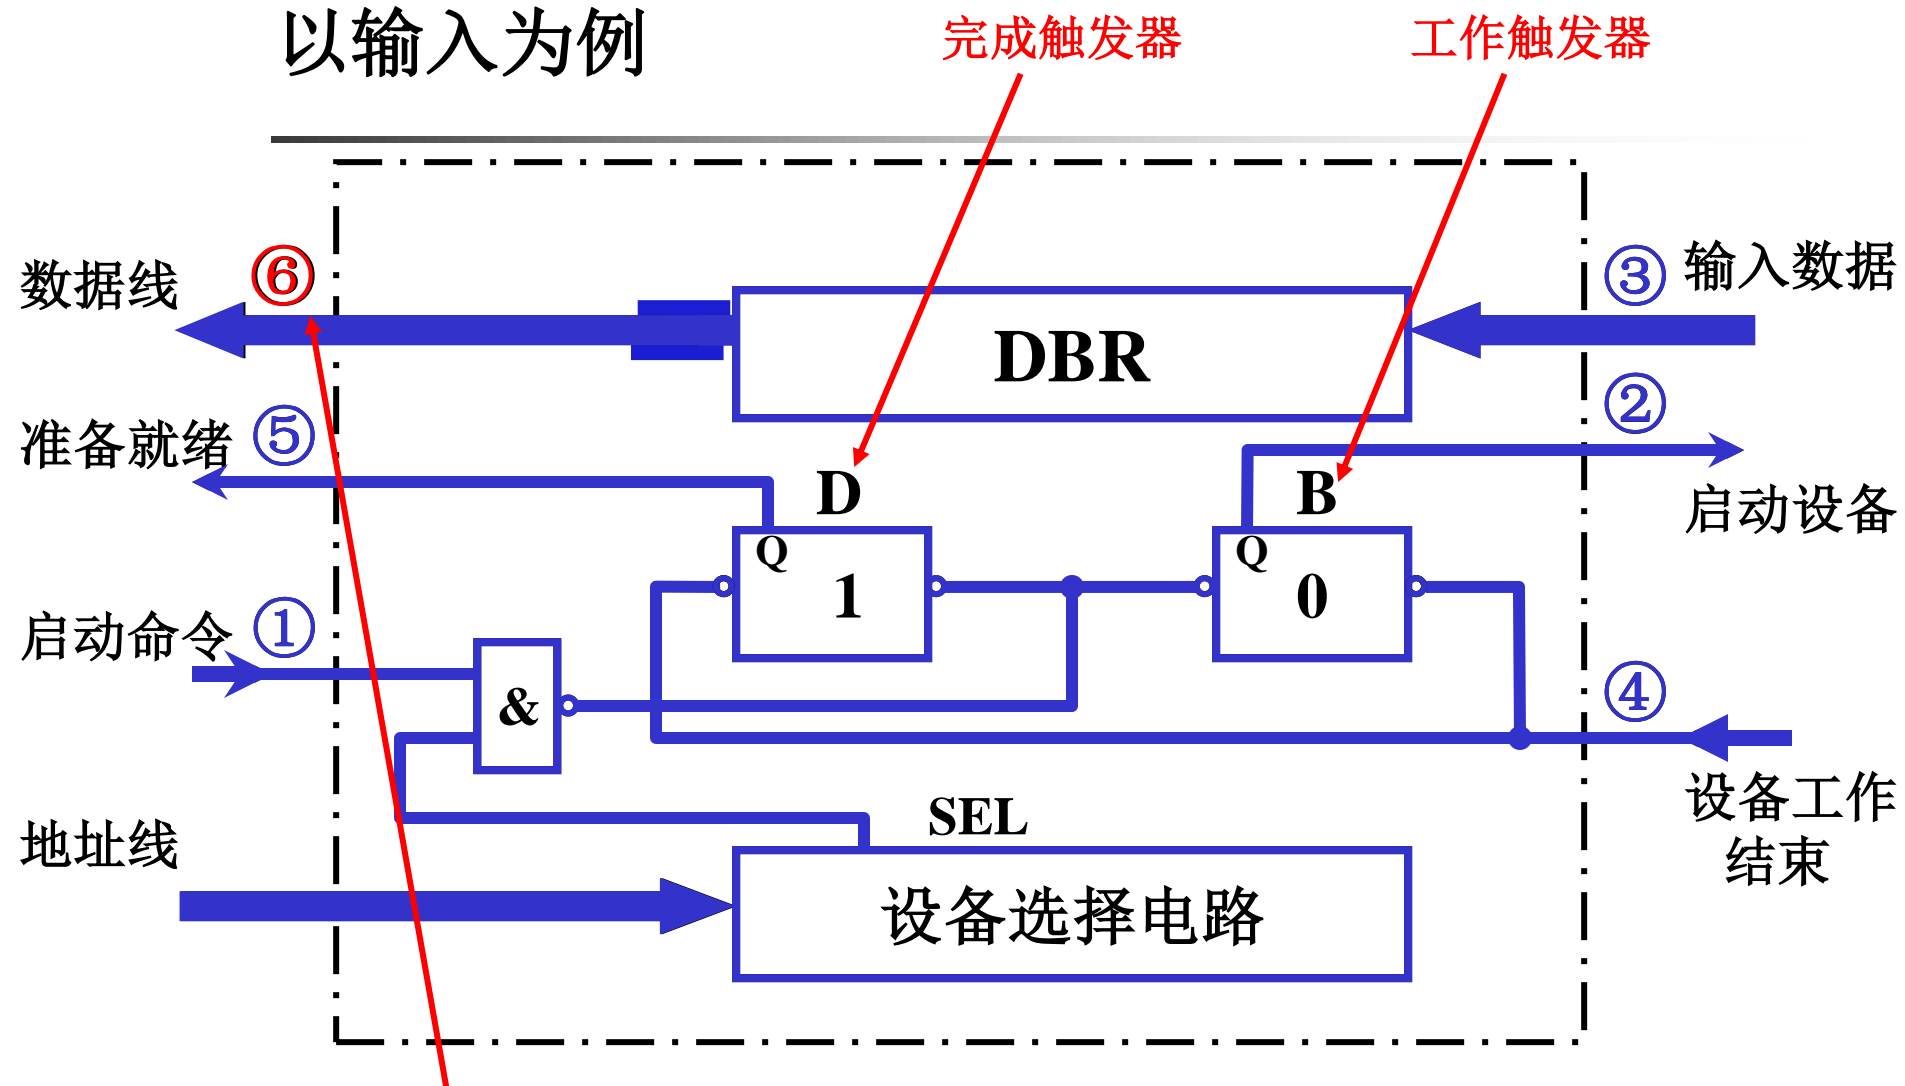 以输入为例
完成触发器
工作触发器
数据线
⑥
③
输入数据
DBR
②
准备就绪
⑤
D
B
启动设备
Q
1
Q
0
启动命令
①
&
④
设备工作
结束
SEL
地址线
设备选择电路